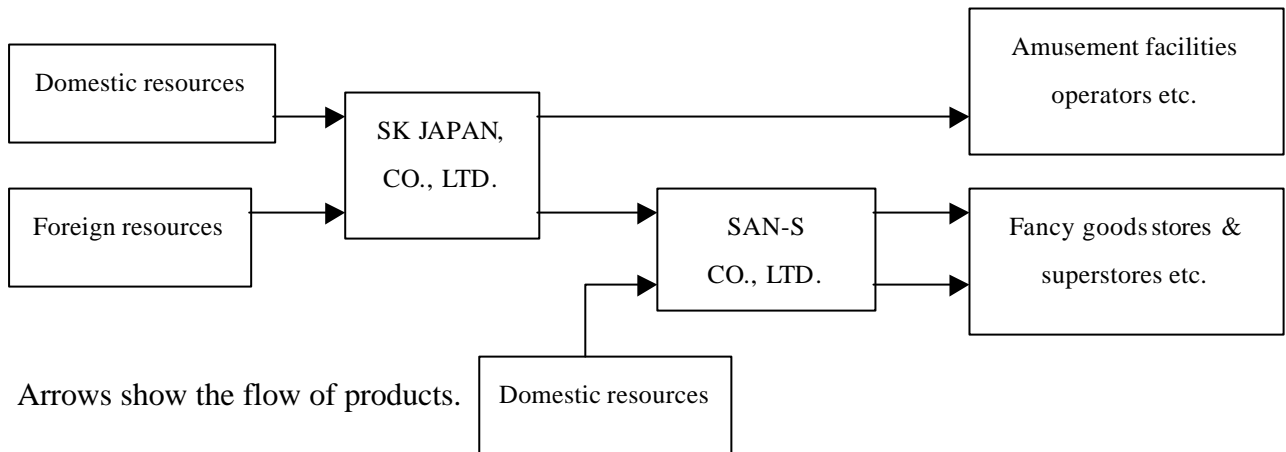 Domestic resources
Foreign resources
SK JAPAN,
CO., LTD.
Amusement facilities
operators etc.
SAN-S
CO., LTD.
Fancy goods stores &
superstores etc.
Arrows show the flow of products.
Domestic resources